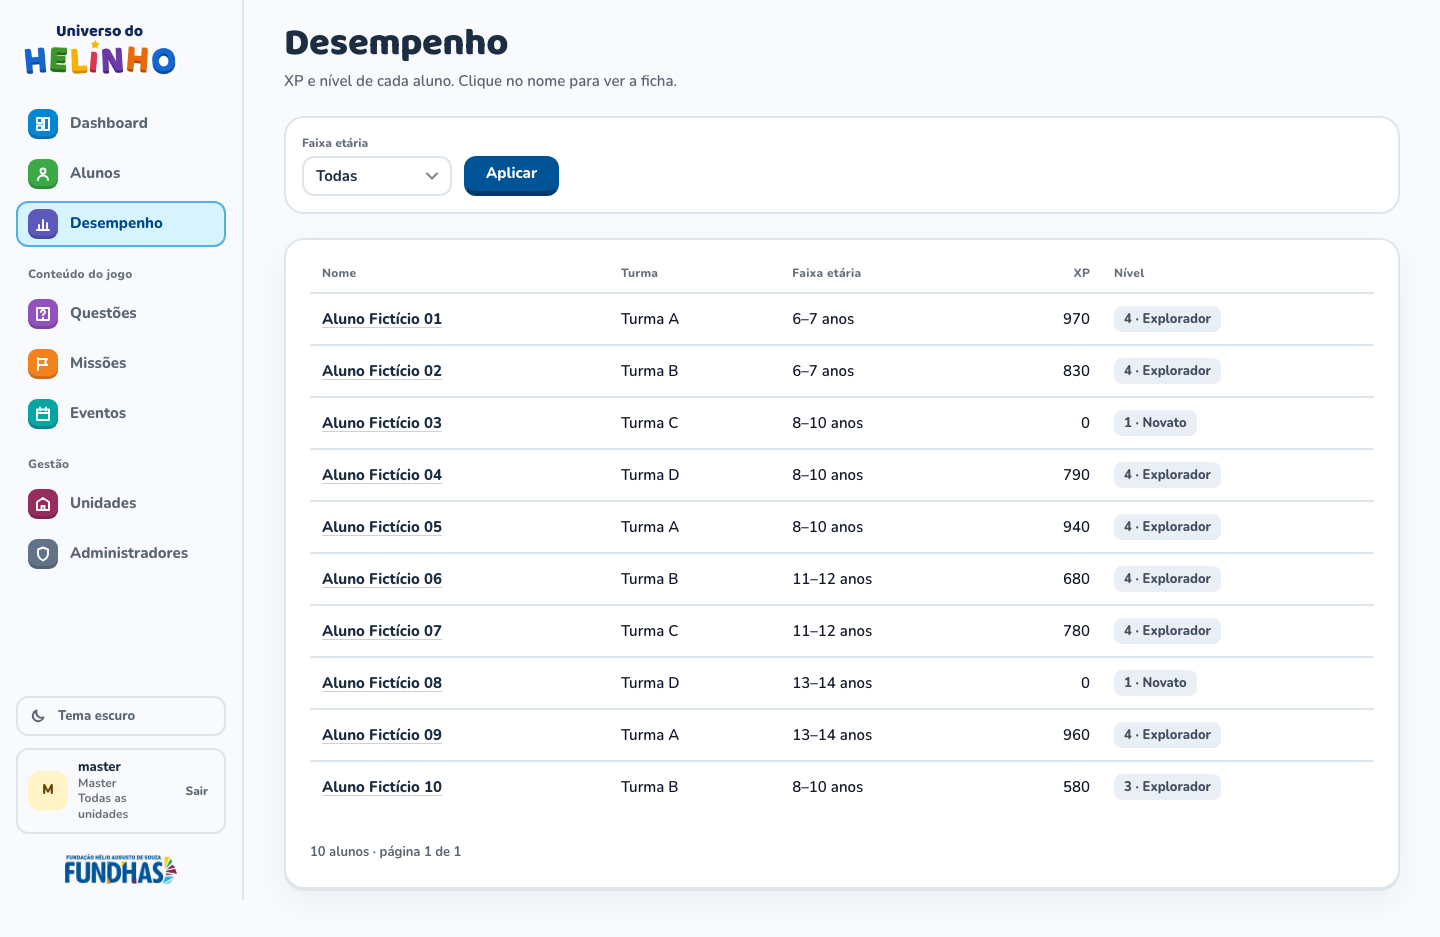 Universo do
HELINHO
Dashboard
Alunos
Desempenho
Conteúdo do jogo
Questões
Missões
Eventos
Gestão
Unidades
Administradores
Tema escuro
M
master
Master
Todas as
unidades
Sair
FUNDAÇÃO HÉLIO AUGUSTO DE SOUZA
FUNDHAS
Desempenho
XP e nível de cada aluno. Clique no nome para ver a ficha.
Faixa etária
Todas
Aplicar
Nome Turma Faixa etária XP Nível
Aluno Fictício 01 Turma A 6–7 anos 970 4 · Explorador
Aluno Fictício 02 Turma B 6–7 anos 830 4 · Explorador
Aluno Fictício 03 Turma C 8–10 anos 0 1 · Novato
Aluno Fictício 04 Turma D 8–10 anos 790 4 · Explorador
Aluno Fictício 05 Turma A 8–10 anos 940 4 · Explorador
Aluno Fictício 06 Turma B 11–12 anos 680 4 · Explorador
Aluno Fictício 07 Turma C 11–12 anos 780 4 · Explorador
Aluno Fictício 08 Turma D 13–14 anos 0 1 · Novato
Aluno Fictício 09 Turma A 13–14 anos 960 4 · Explorador
Aluno Fictício 10 Turma B 8–10 anos 580 3 · Explorador
10 alunos · página 1 de 1